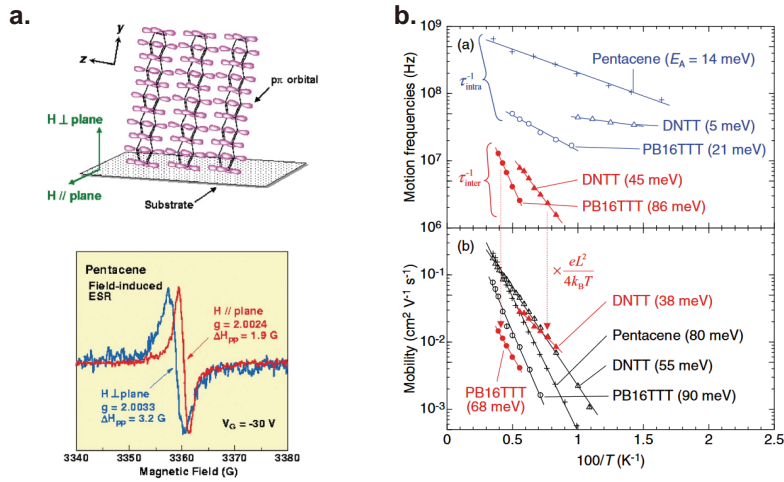 a.
y
z
pπ orbital
H ⊥ plane
H // plane
Substrate
Pentacene
Field-induced
ESR
H // plane
g = 2.0024
ΔHpp = 1.9 G
H ⊥ plane
g = 2.0033
ΔHpp = 3.2 G
VG = -30 V
3340 3350 3360 3370 3380
Magnetic Field (G)
b.
Motion frequencies (Hz)
10⁹
10⁸
10⁷
10⁶
(a)
τ⁻¹intra
Pentacene (EA = 14 meV)
DNTT (5 meV)
PB16TTT (21 meV)
τ⁻¹inter
DNTT (45 meV)
PB16TTT (86 meV)
Mobility (cm² V⁻¹ s⁻¹)
10⁻¹
10⁻²
10⁻³
(b)
× eL²/4kBT
DNTT (38 meV)
Pentacene (80 meV)
DNTT (55 meV)
PB16TTT (90 meV)
PB16TTT
(68 meV)
0 0.5 1 1.5 2 2.5
100/T (K⁻¹)